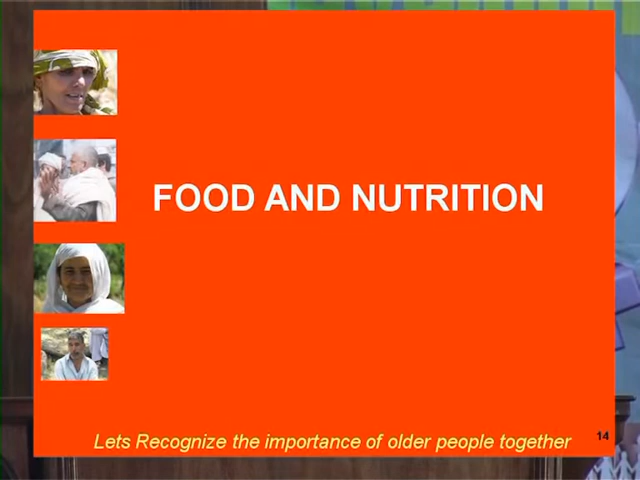 FOOD AND NUTRITION
Lets Recognize the importance of older people together
14